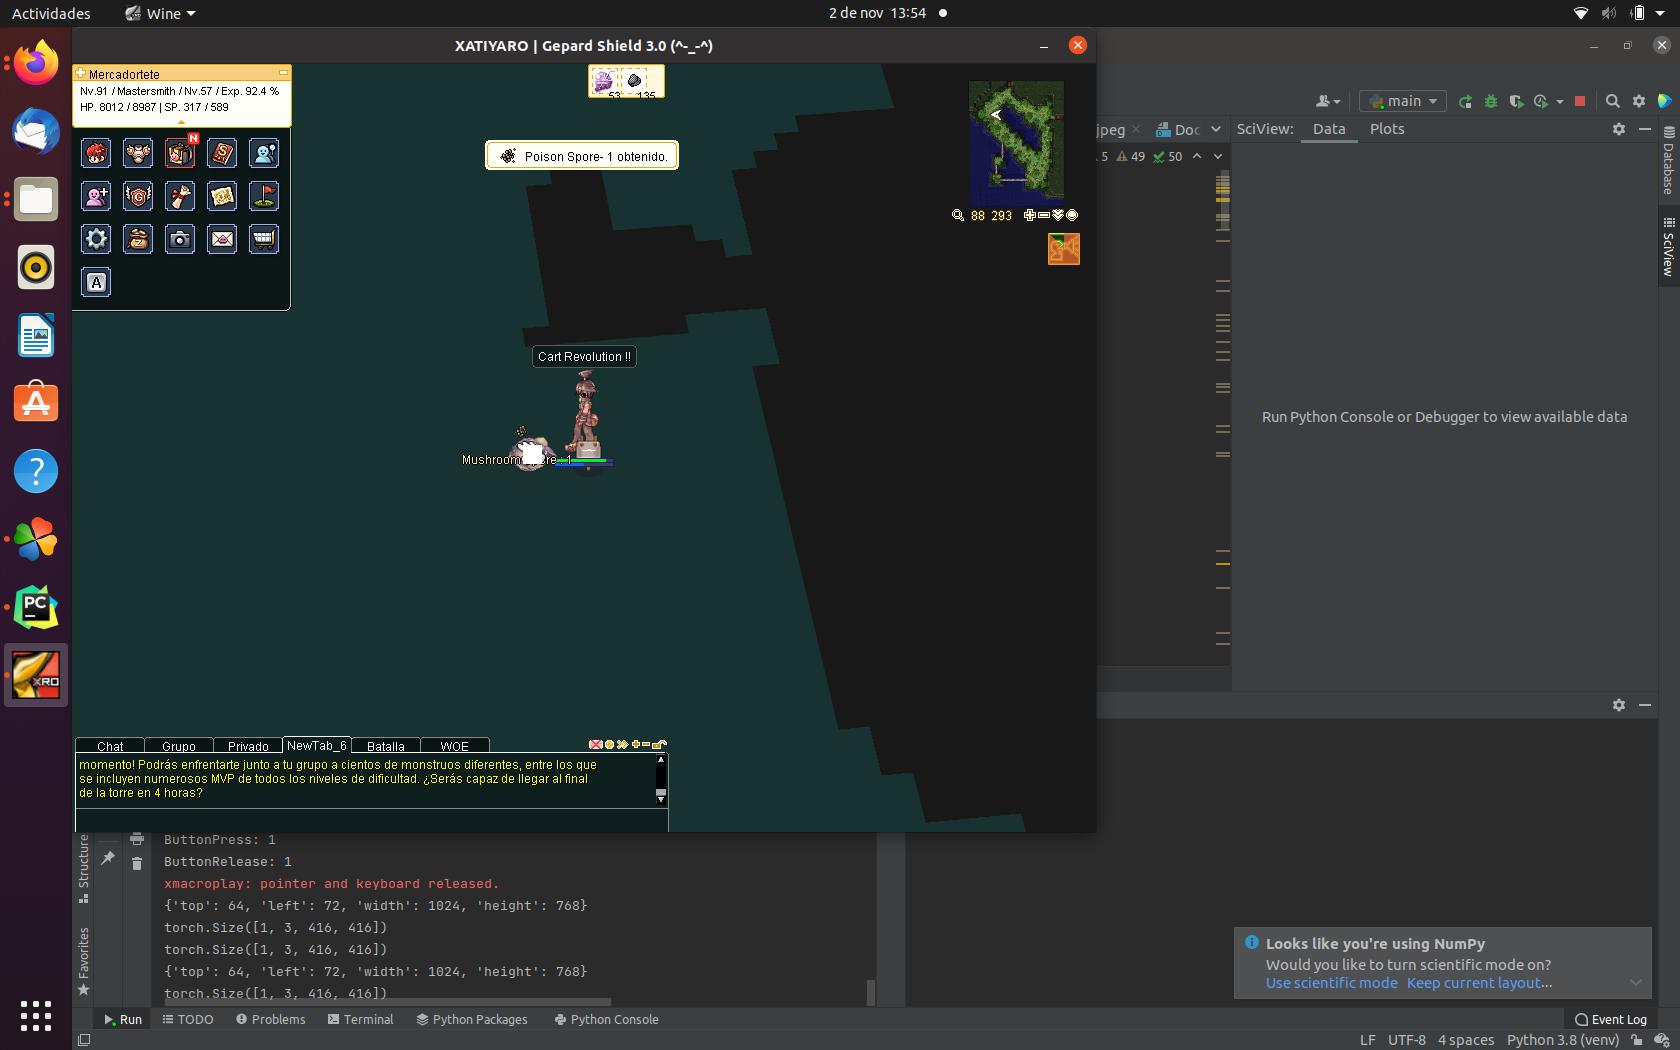 Actividades
Wine
2 de nov 13:54
XATIYARO | Gepard Shield 3.0 (^-_-^)
Mercadortete
Nv.91 / Mastersmith / Nv.57 / Exp. 92.4 %
HP. 8012 / 8987 | SP. 317 / 589
N
A
53 135
Poison Spore- 1 obtenido.
88 293
Cart Revolution !!
Chat
Grupo
Privado
NewTab_6
Batalla
WOE
momento! Podrás enfrentarte junto a tu grupo a cientos de monstruos diferentes, entre los que
se incluyen numerosos MVP de todos los niveles de dificultad. ¿Serás capaz de llegar al final
de la torre en 4 horas?
main
jpeg
Doc
SciView:
Data
Plots
5 49 50
Database
SciView
Run Python Console or Debugger to view available data
PC
XRO
Structure
Favorites
ButtonPress: 1
ButtonRelease: 1
xmacroplay: pointer and keyboard released.
{'top': 64, 'left': 72, 'width': 1024, 'height': 768}
torch.Size([1, 3, 416, 416])
torch.Size([1, 3, 416, 416])
{'top': 64, 'left': 72, 'width': 1024, 'height': 768}
torch.Size([1, 3, 416, 416])
Looks like you're using NumPy
Would you like to turn scientific mode on?
Use scientific mode Keep current layout...
Run
TODO
Problems
Terminal
Python Packages
Python Console
Event Log
LF UTF-8 4 spaces Python 3.8 (venv)